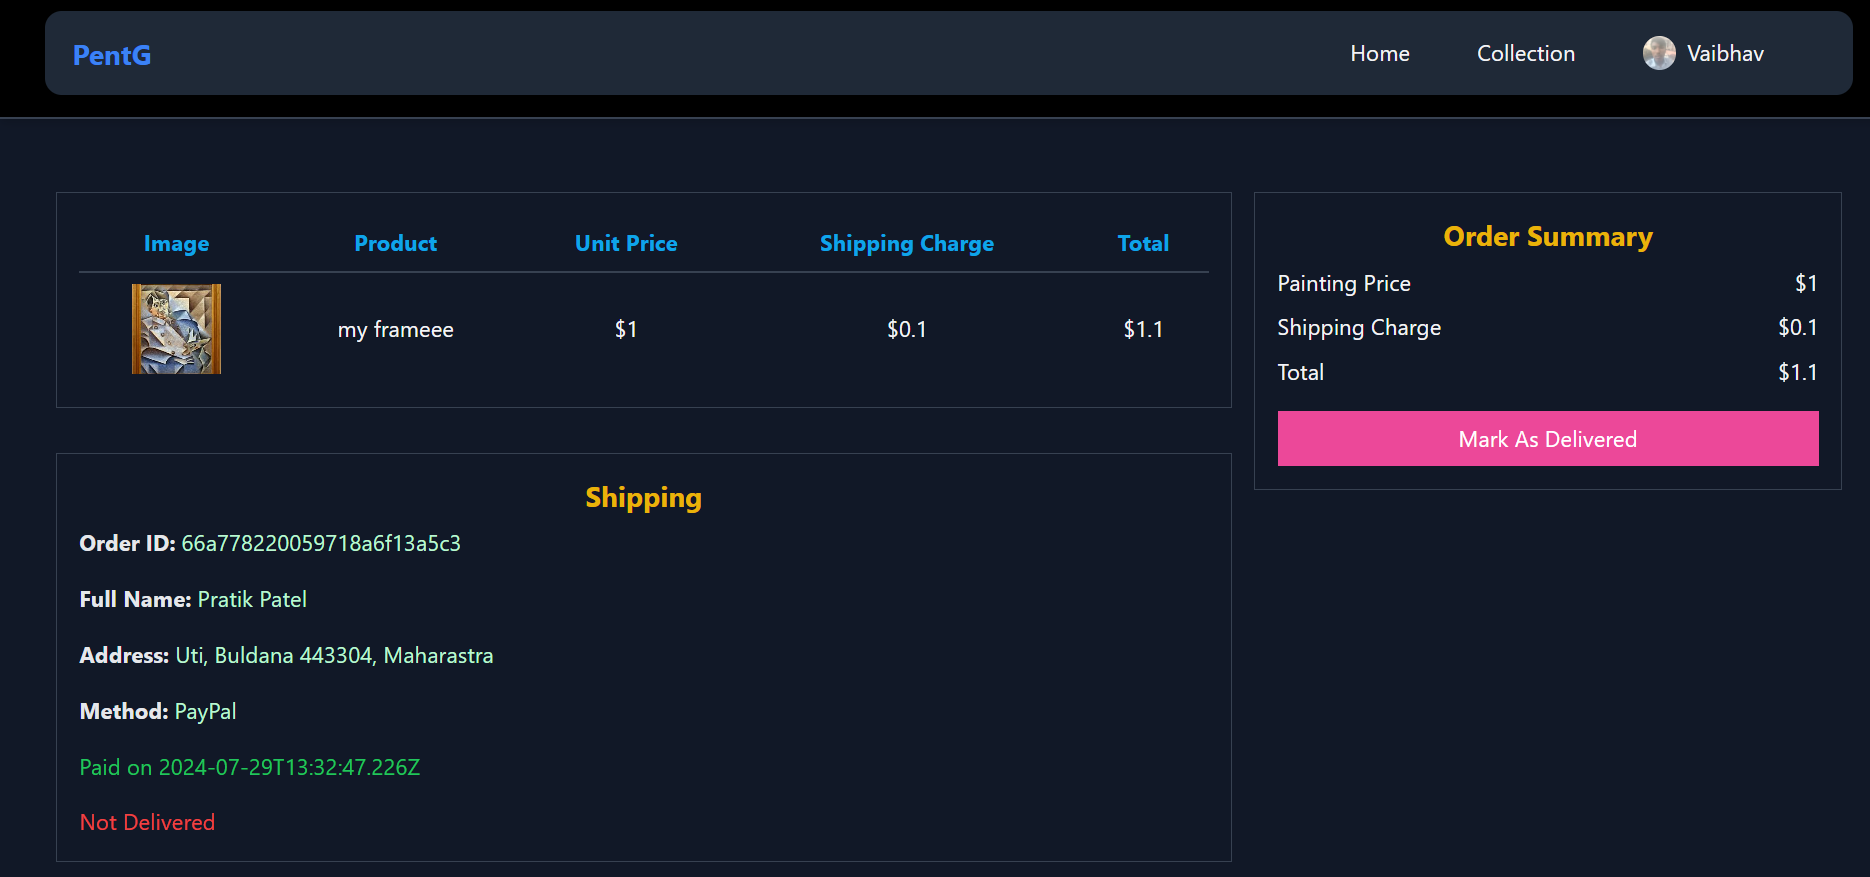 PentG
Home Collection Vaibhav
Image Product Unit Price Shipping Charge Total
my frameee $1 $0.1 $1.1
Order Summary
Painting Price $1
Shipping Charge $0.1
Total $1.1
Mark As Delivered
Shipping
Order ID: 66a778220059718a6f13a5c3
Full Name: Pratik Patel
Address: Uti, Buldana 443304, Maharastra
Method: PayPal
Paid on 2024-07-29T13:32:47.226Z
Not Delivered